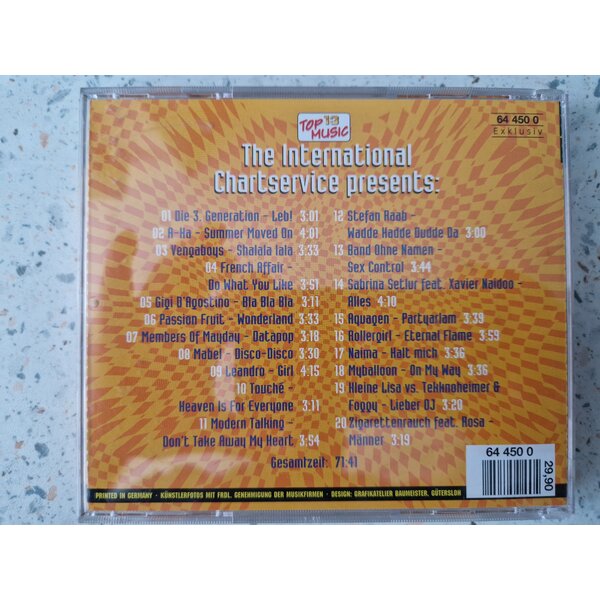 TOP 13
MUSIC
64 450 0
Exklusiv
The International
Chartservice presents:
01 Die 3. Generation - Leb! 3:01
02 A-Ha - Summer Moved On 4:01
03 Vengaboys - Shalala lala 3:33
04 French Affair -
Do What You Like 3:51
05 Gigi D'Agostino - Bla Bla Bla 3:11
06 Passion Fruit - Wonderland 3:33
07 Members Of Mayday - Datapop 3:18
08 Mabel - Disco-Disco 3:30
09 Leandro - Girl 4:15
10 Touché -
Heaven Is For Everyone 3:11
11 Modern Talking -
Don't Take Away My Heart 3:54
12 Stefan Raab -
Wadde Hadde Dudde Da 3:00
13 Band Ohne Namen -
Sex Control 3:44
14 Sabrina Setlur feat. Xavier Naidoo -
Alles 4:10
15 Aquagen - Partyalarm 3:39
16 Rollergirl - Eternal Flame 3:59
17 Naima - Halt mich 3:36
18 Myballoon - On My Way 3:36
19 Kleine Lisa vs. Tekknoheimer &
Foggy - Lieber DJ 3:20
20 Zigarettenrauch feat. Rosa -
Männer 3:19
Gesamtzeit: 71:41
64 450 0
29,90
PRINTED IN GERMANY · KÜNSTLERFOTOS MIT FRDL. GENEHMIGUNG DER MUSIKFIRMEN · DESIGN: GRAFIKATELIER BAUMEISTER, GÜTERSLOH